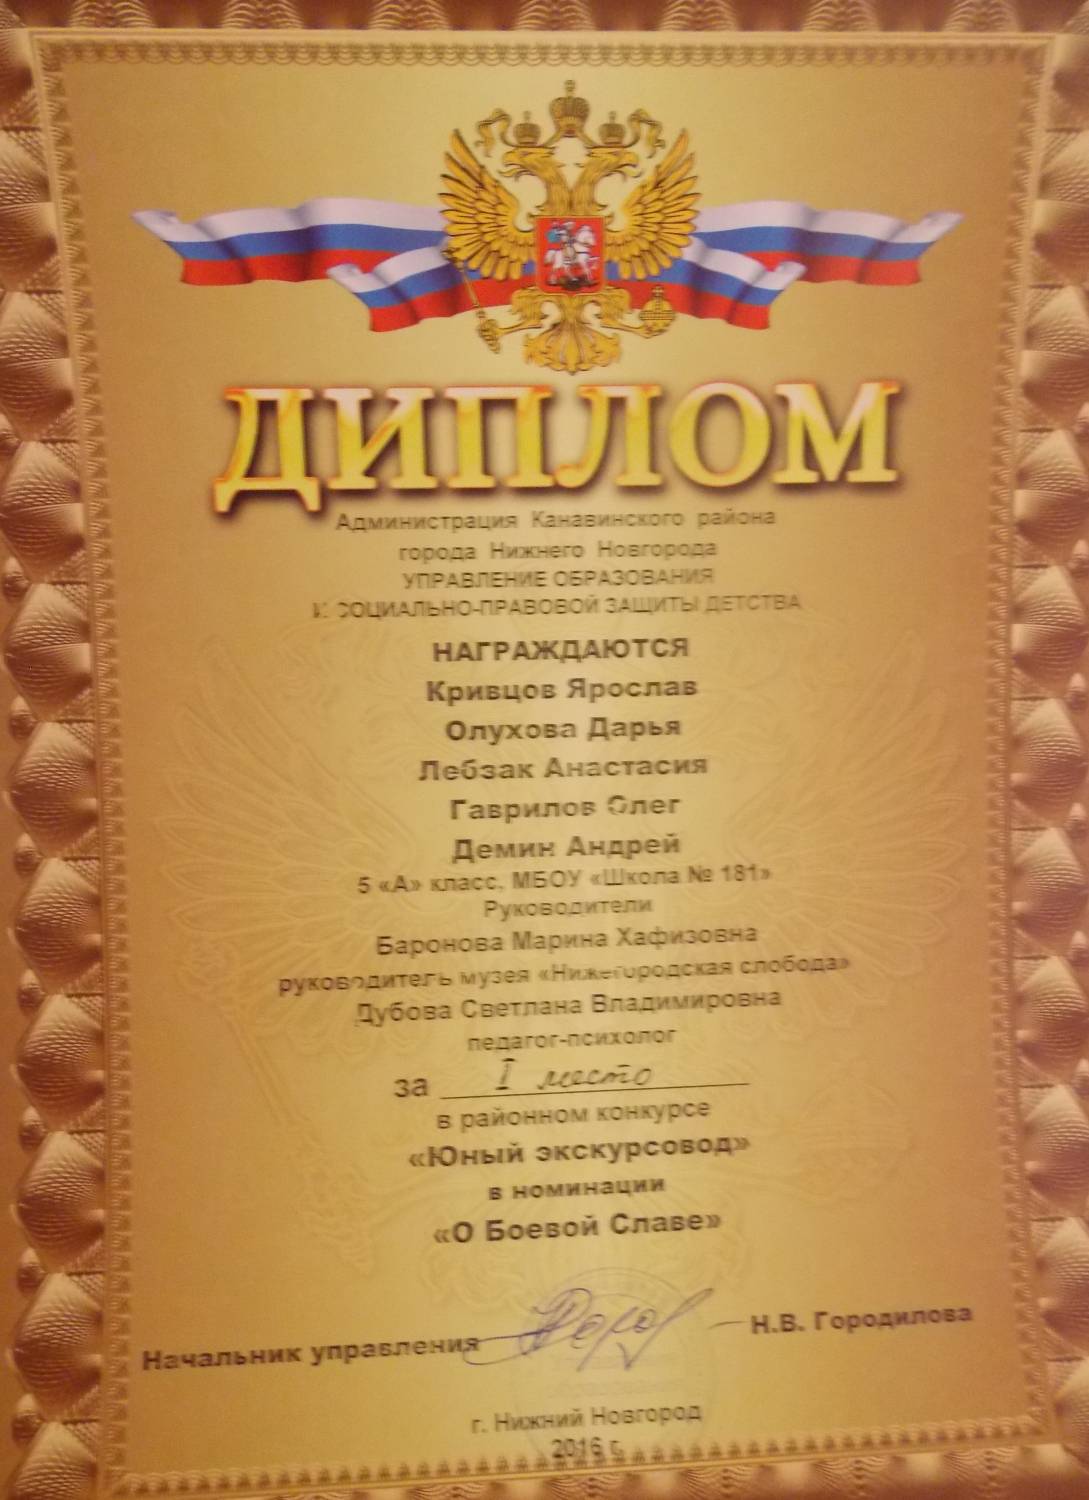 ДИПЛОМ
Администрация Канавинского района
города Нижнего Новгорода
УПРАВЛЕНИЕ ОБРАЗОВАНИЯ
И СОЦИАЛЬНО-ПРАВОВОЙ ЗАЩИТЫ ДЕТСТВА
НАГРАЖДАЮТСЯ
Кривцов Ярослав
Олухова Дарья
Лебзак Анастасия
Гаврилов Олег
Демин Андрей
5 «А» класс, МБОУ «Школа № 181»
Руководители
Баронова Марина Хафизовна
руководитель музея «Нижегородская слобода»
Дубова Светлана Владимировна
педагог-психолог
за I место
в районном конкурсе
«Юный экскурсовод»
в номинации
«О Боевой Славе»
Начальник управления Н.В. Городилова
г. Нижний Новгород
2016 г.